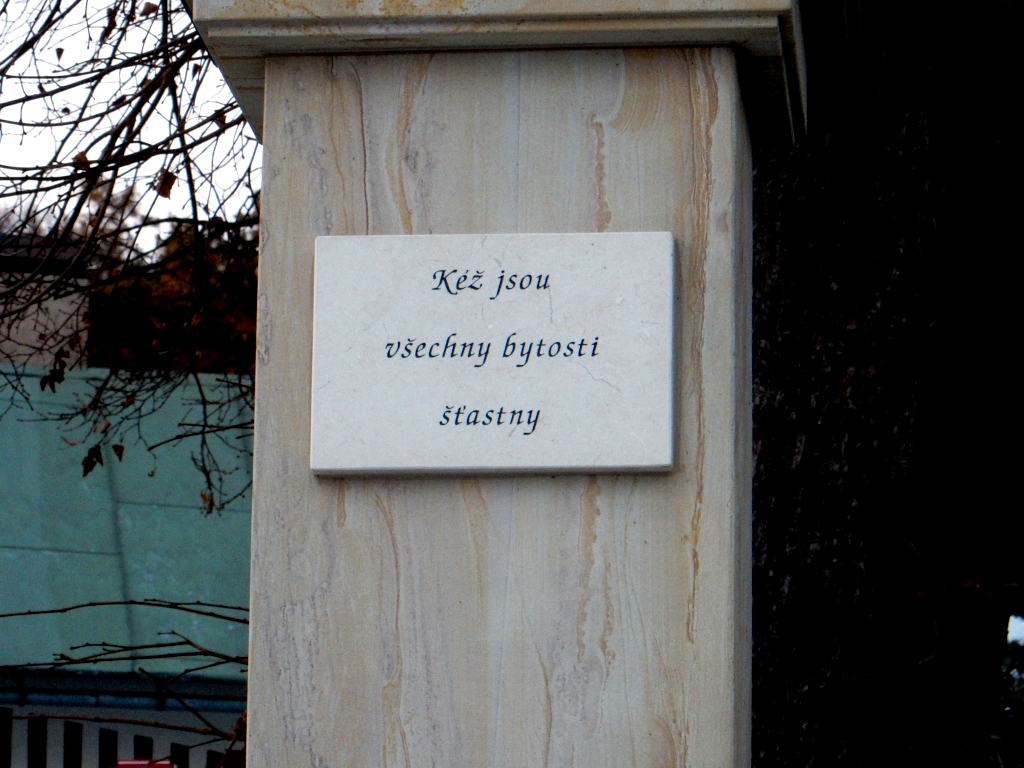 Kéž jsou
všechny bytosti
šťastny